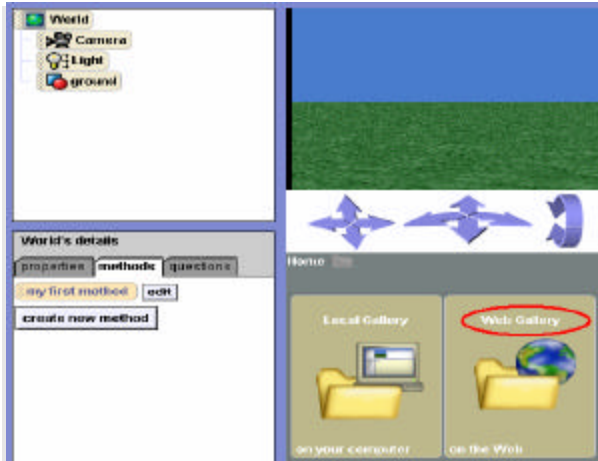 World
Camera
Light
ground
World's details
properties methods questions
my first method edit
create new method
Home
Local Gallery
on your computer
Web Gallery
on the Web